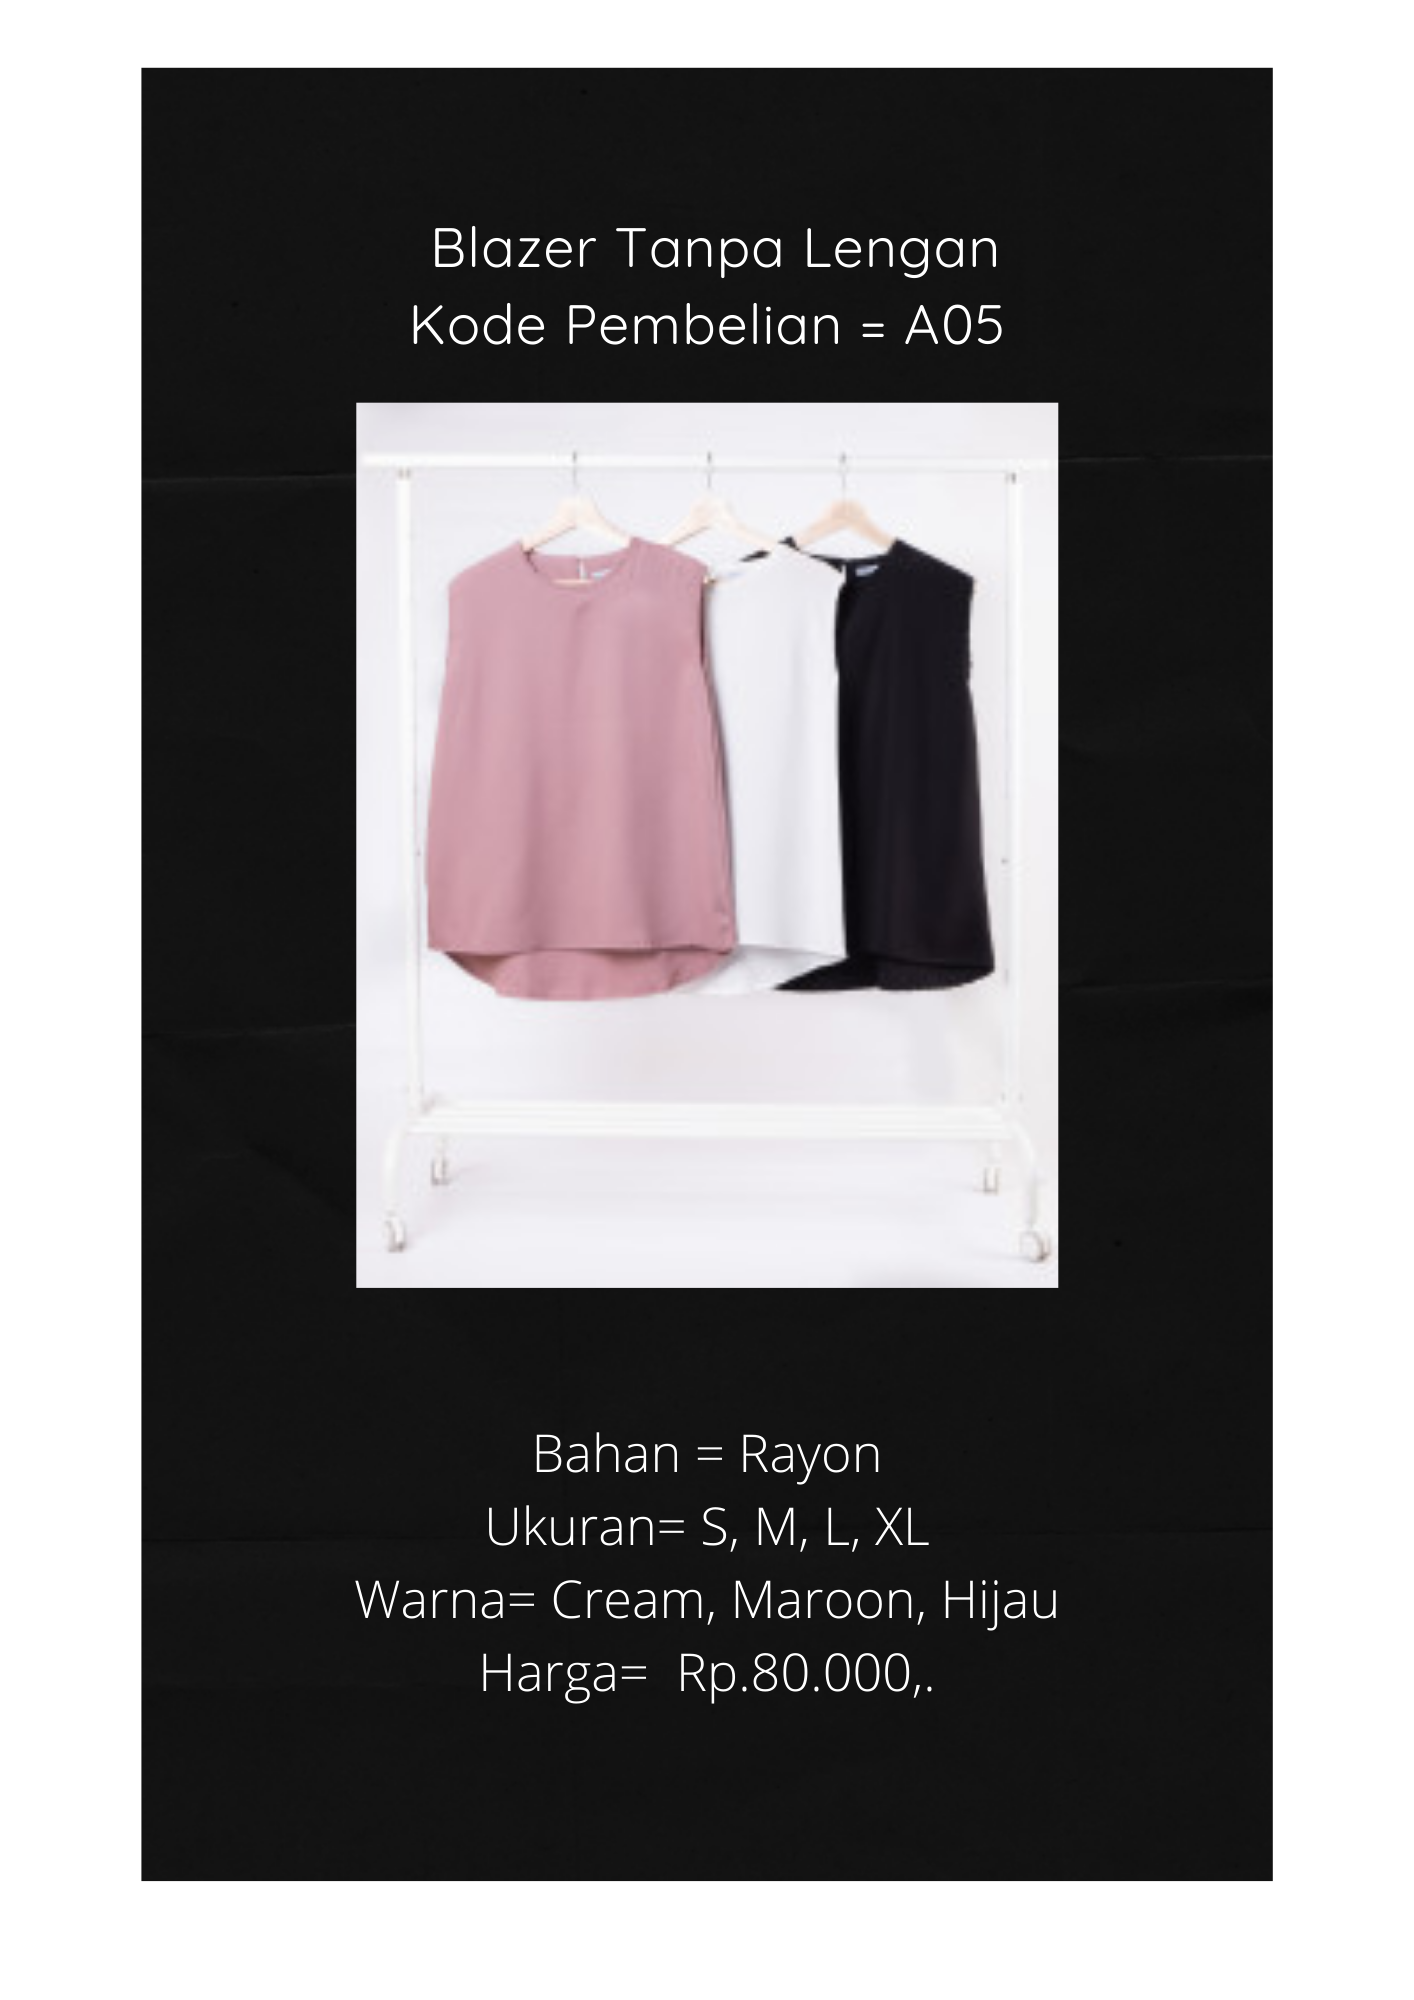 Blazer Tanpa Lengan
Kode Pembelian = A05
Bahan = Rayon
Ukuran= S, M, L, XL
Warna= Cream, Maroon, Hijau
Harga=  Rp.80.000,.